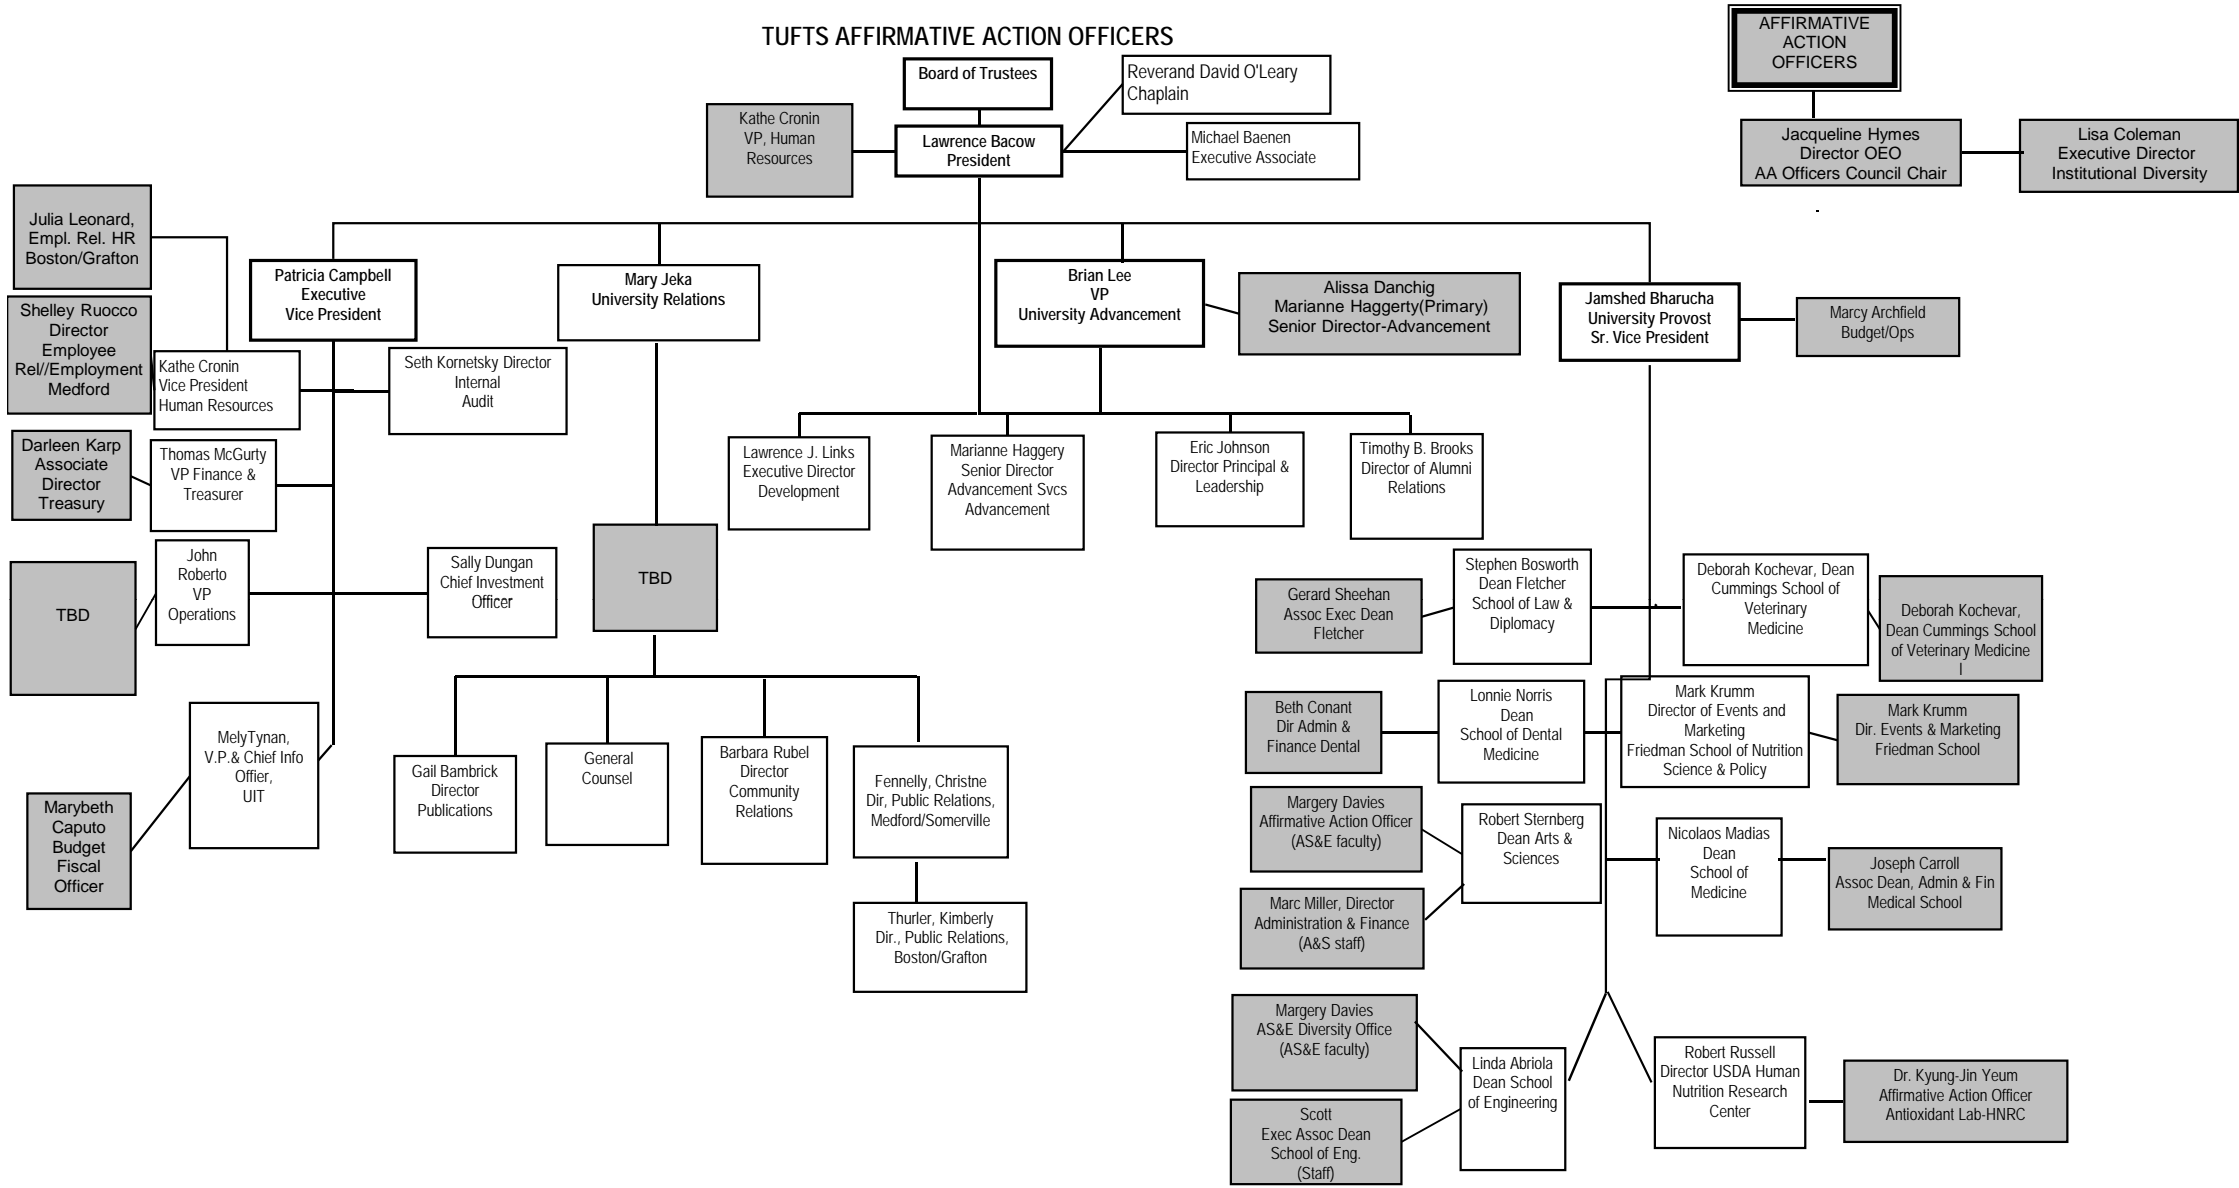 TUFTS AFFIRMATIVE ACTION OFFICERS
AFFIRMATIVE
ACTION
OFFICERS
Board of Trustees
Reverand David O'Leary
Chaplain
Kathe Cronin
VP, Human
Resources
Lawrence Bacow
President
Michael Baenen
Executive Associate
Jacqueline Hymes
Director OEO
AA Officers Council Chair
Lisa Coleman
Executive Director
Institutional Diversity
Julia Leonard,
Empl. Rel. HR
Boston/Grafton
Patricia Campbell
Executive
Vice President
Mary Jeka
University Relations
Brian Lee
VP
University Advancement
Alissa Danchig
Marianne Haggerty(Primary)
Senior Director-Advancement
Jamshed Bharucha
University Provost
Sr. Vice President
Marcy Archfield
Budget/Ops
Shelley Ruocco
Director
Employee
Rel//Employment
Medford
Kathe Cronin
Vice President
Human Resources
Seth Kornetsky Director
Internal
Audit
Darleen Karp
Associate
Director
Treasury
Thomas McGurty
VP Finance &
Treasurer
Lawrence J. Links
Executive Director
Development
Marianne Haggery
Senior Director
Advancement Svcs
Advancement
Eric Johnson
Director Principal &
Leadership
Timothy B. Brooks
Director of Alumni
Relations
TBD
John
Roberto
VP
Operations
Sally Dungan
Chief Investment
Officer
TBD
Gerard Sheehan
Assoc Exec Dean
Fletcher
Stephen Bosworth
Dean Fletcher
School of Law &
Diplomacy
Deborah Kochevar, Dean
Cummings School of
Veterinary
Medicine
Deborah Kochevar,
Dean Cummings School
of Veterinary Medicine
l
MelyTynan,
V.P.& Chief Info
Offier,
UIT
Marybeth
Caputo
Budget
Fiscal
Officer
Gail Bambrick
Director
Publications
General
Counsel
Barbara Rubel
Director
Community
Relations
Fennelly, Christne
Dir, Public Relations,
Medford/Somerville
Thurler, Kimberly
Dir., Public Relations,
Boston/Grafton
Beth Conant
Dir Admin &
Finance Dental
Lonnie Norris
Dean
School of Dental
Medicine
Mark Krumm
Director of Events and
Marketing
Friedman School of Nutrition
Science & Policy
Mark Krumm
Dir. Events & Marketing
Friedman School
Margery Davies
Affirmative Action Officer
(AS&E faculty)
Robert Sternberg
Dean Arts &
Sciences
Nicolaos Madias
Dean
School of
Medicine
Joseph Carroll
Assoc Dean, Admin & Fin
Medical School
Marc Miller, Director
Administration & Finance
(A&S staff)
Margery Davies
AS&E Diversity Office
(AS&E faculty)
Linda Abriola
Dean School
of Engineering
Robert Russell
Director USDA Human
Nutrition Research
Center
Dr. Kyung-Jin Yeum
Affirmative Action Officer
Antioxidant Lab-HNRC
Scott
Exec Assoc Dean
School of Eng.
(Staff)